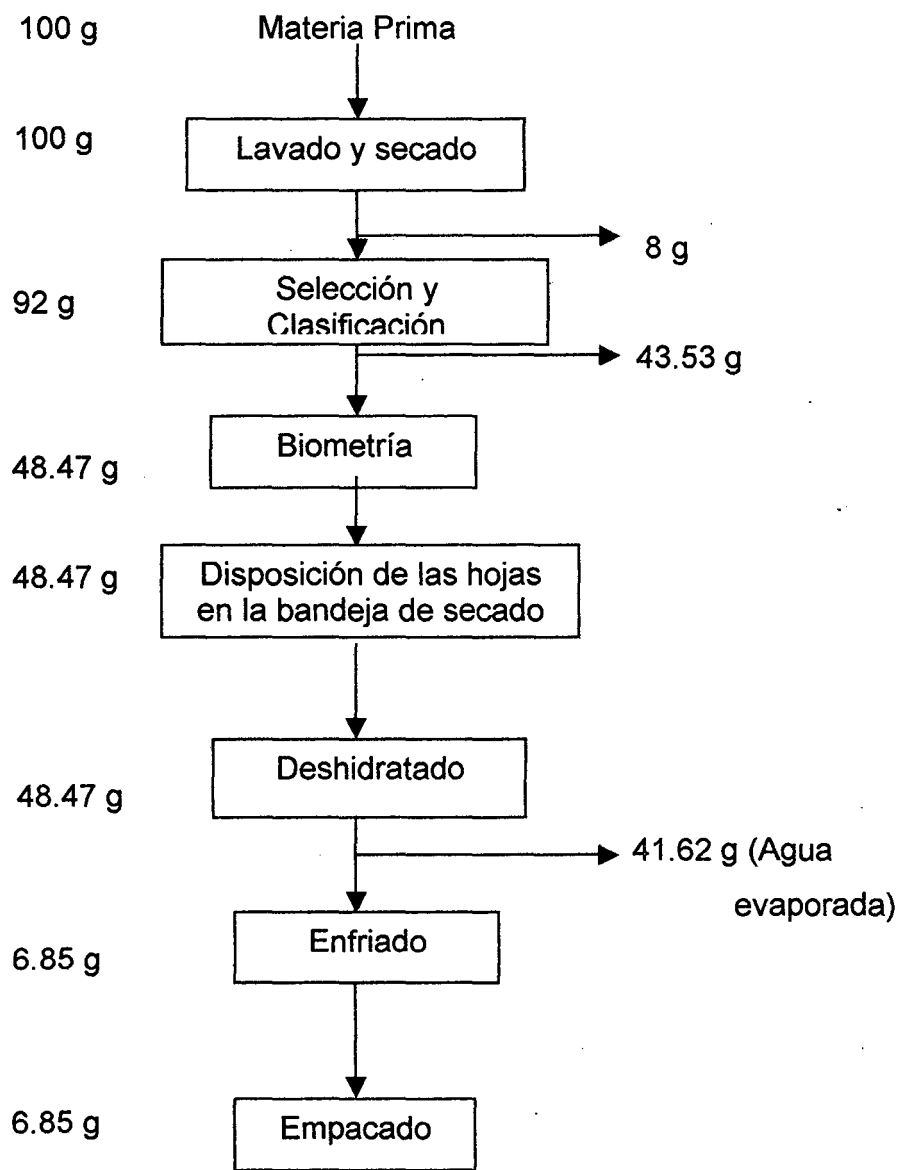 100 g Materia Prima
100 g Lavado y secado
8 g
92 g Selección y
Clasificación
43.53 g
48.47 g Biometría
48.47 g Disposición de las hojas
en la bandeja de secado
48.47 g Deshidratado
41.62 g (Agua
evaporada)
6.85 g Enfriado
6.85 g Empacado